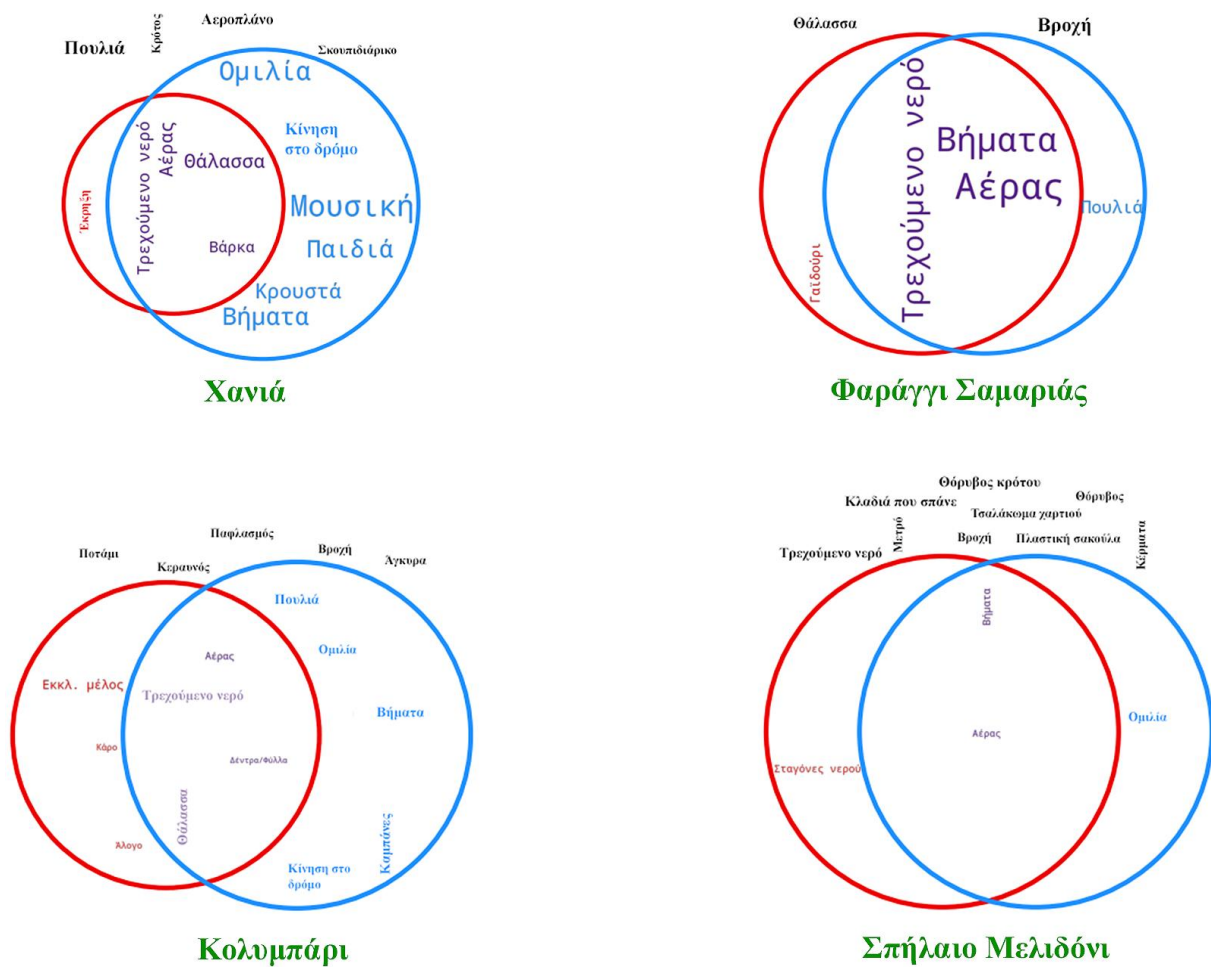 Πουλιά
Κρότος
Αεροπλάνο
Σκουπιδιάρικο
Ομιλία
Κίνηση
στο δρόμο
Τρεχούμενο νερό
Αέρας
Θάλασσα
Έκρηξη
Μουσική
Βάρκα
Παιδιά
Κρουστά
Βήματα
Χανιά
Θάλασσα
Βροχή
Τρεχούμενο νερό
Βήματα
Αέρας
Πουλιά
Γαϊδούρι
Φαράγγι Σαμαριάς
Ποτάμι
Κεραυνός
Παφλασμός
Βροχή
Άγκυρα
Πουλιά
Αέρας
Ομιλία
Εκκλ. μέλος
Τρεχούμενο νερό
Βήματα
Κάρο
Δέντρα/Φύλλα
Θάλασσα
Άλογο
Καμπάνες
Κίνηση στο
δρόμο
Κολυμπάρι
Θόρυβος κρότου
Κλαδιά που σπάνε
Θόρυβος
Τσαλάκωμα χαρτιού
Μετρό
Βροχή
Πλαστική σακούλα
Κέρματα
Τρεχούμενο νερό
Βήματα
Ομιλία
Αέρας
Σταγόνες νερού
Σπήλαιο Μελιδόνι